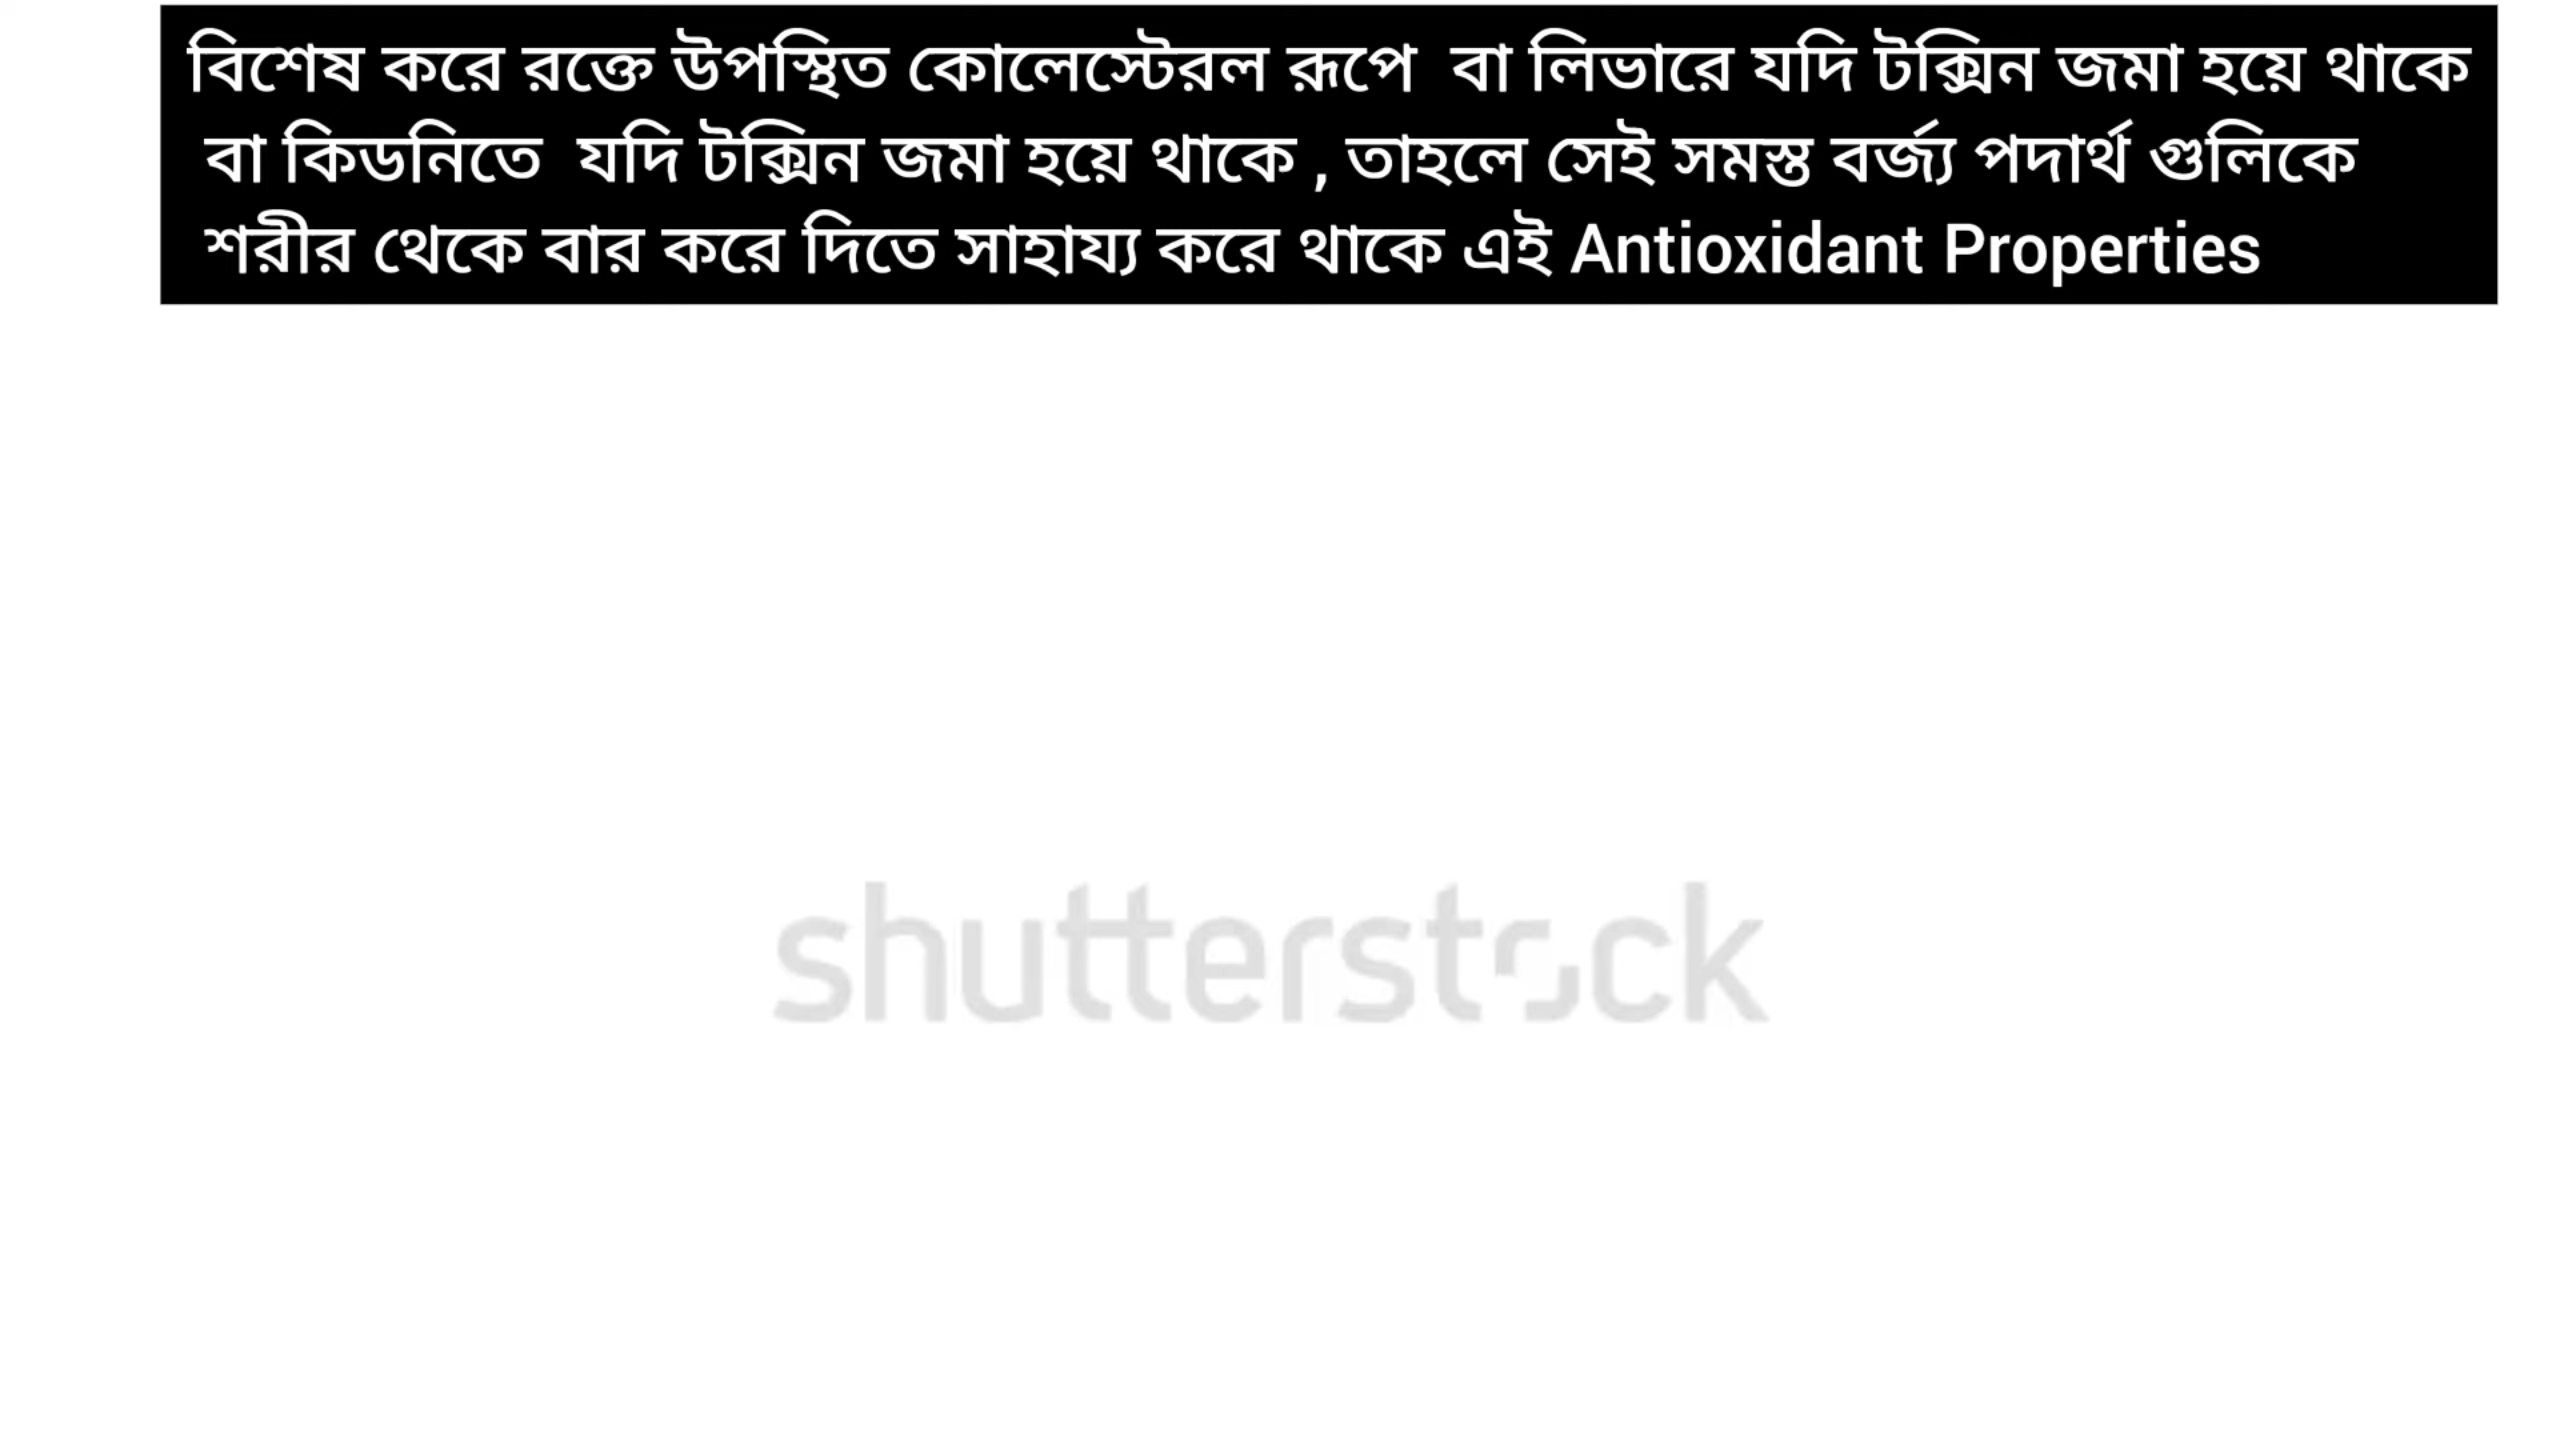 বিশেষ করে রক্তে উপস্থিত কোলেস্টেরল রূপে বা লিভারে যদি টক্সিন জমা হয়ে থাকে
বা কিডনিতে যদি টক্সিন জমা হয়ে থাকে , তাহলে সেই সমস্ত বর্জ্য পদার্থ গুলিকে
শরীর থেকে বার করে দিতে সাহায্য করে থাকে এই Antioxidant Properties
shutterstock